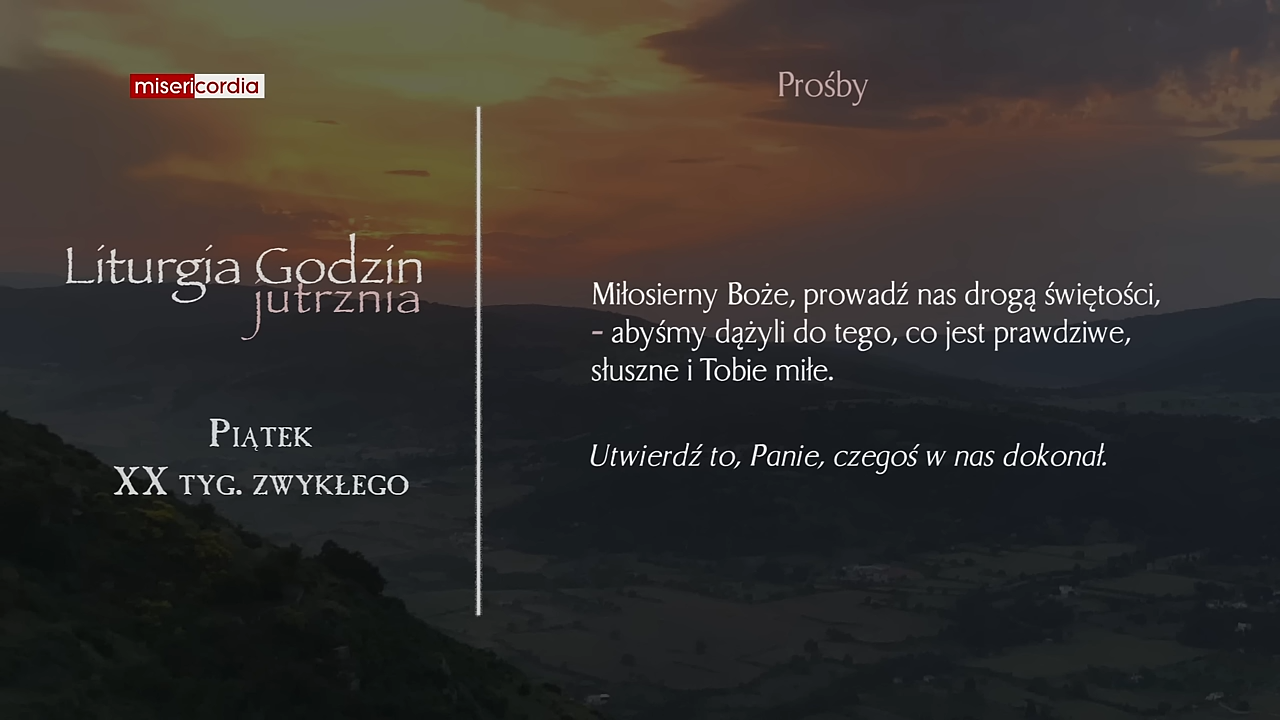 misericordia
Liturgia Godzin
jutrznia
Piątek
XX tyg. zwykłego
Prośby
Miłosierny Boże, prowadź nas drogą świętości,
- abyśmy dążyli do tego, co jest prawdziwe,
słuszne i Tobie miłe.
Utwierdź to, Panie, czegoś w nas dokonał.